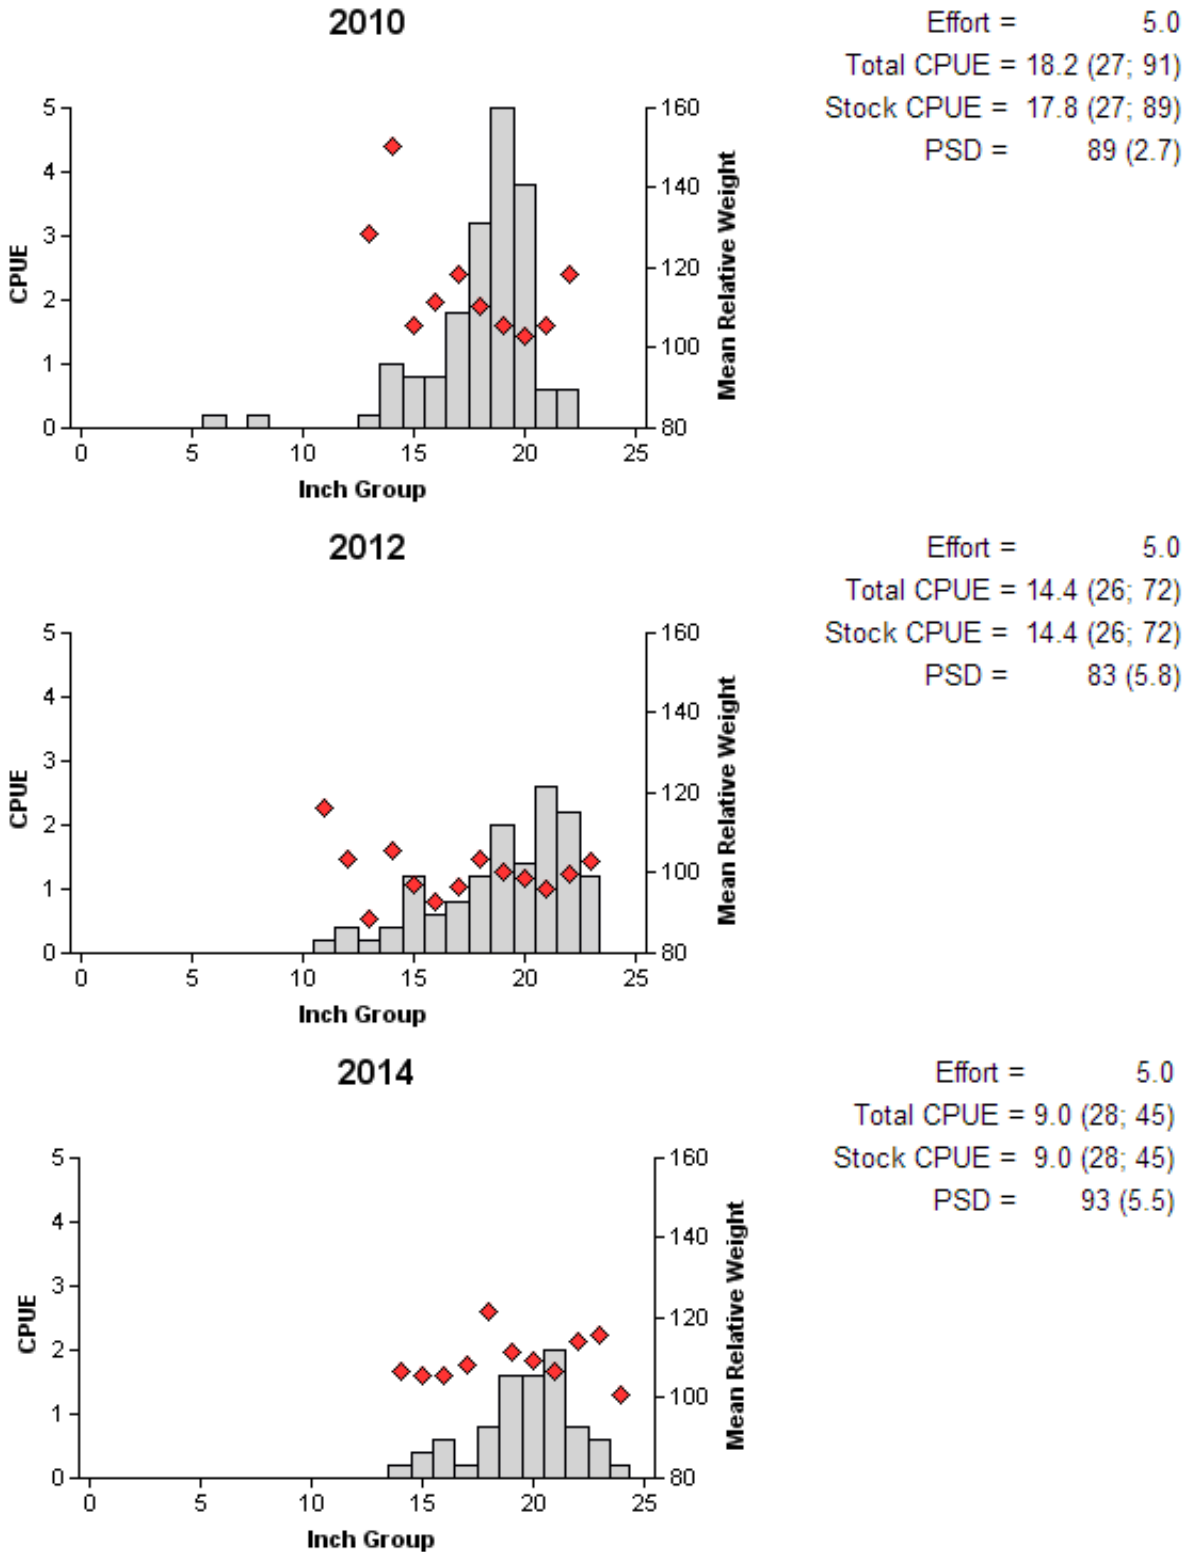 2010
Effort = 5.0
Total CPUE = 18.2 (27; 91)
Stock CPUE = 17.8 (27; 89)
PSD = 89 (2.7)
5
4
3
2
1
0
CPUE
160
140
120
100
80
Mean Relative Weight
0 5 10 15 20 25
Inch Group
2012
Effort = 5.0
Total CPUE = 14.4 (26; 72)
Stock CPUE = 14.4 (26; 72)
PSD = 83 (5.8)
5
4
3
2
1
0
CPUE
160
140
120
100
80
Mean Relative Weight
0 5 10 15 20 25
Inch Group
2014
Effort = 5.0
Total CPUE = 9.0 (28; 45)
Stock CPUE = 9.0 (28; 45)
PSD = 93 (5.5)
5
4
3
2
1
0
CPUE
160
140
120
100
80
Mean Relative Weight
0 5 10 15 20 25
Inch Group